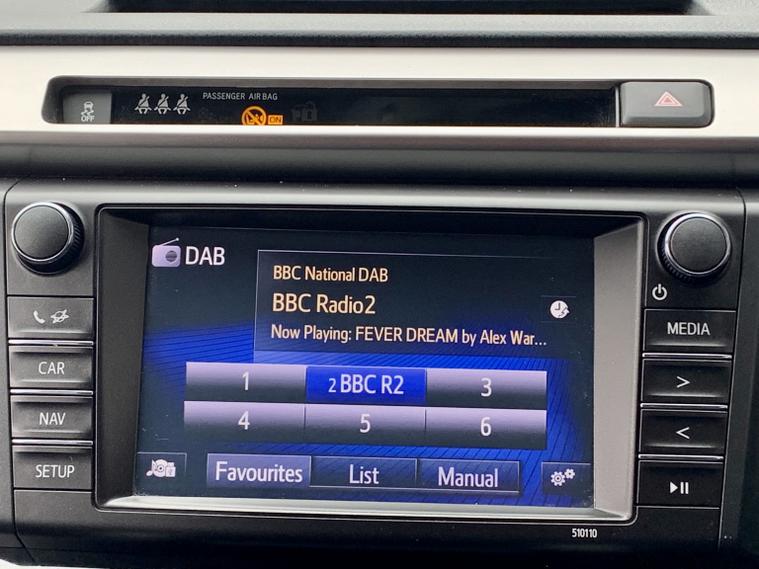 PASSENGER AIR BAG
OFF
ON
DAB
BBC National DAB
BBC Radio2
Now Playing: FEVER DREAM by Alex War...
MEDIA
CAR
1
2 BBC R2
3
>
NAV
4
5
6
<
SETUP
Favourites
List
Manual
510110